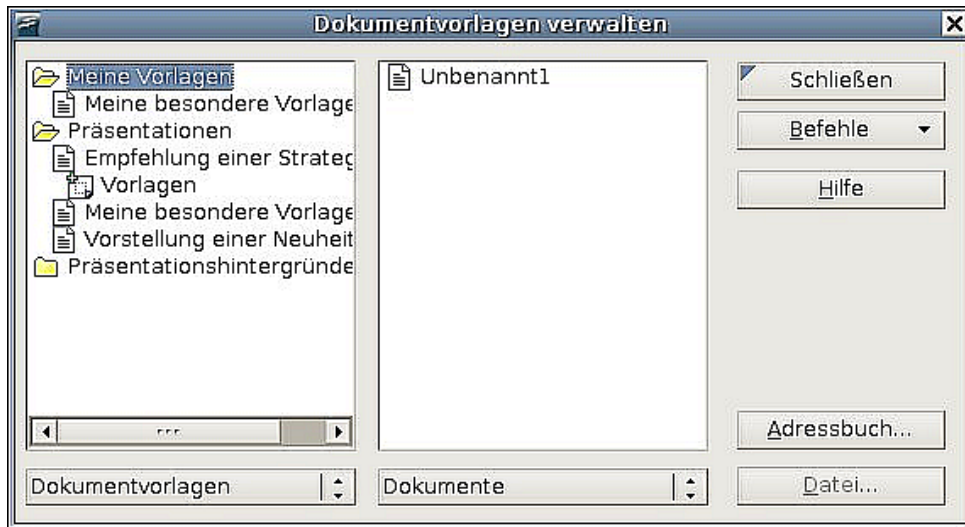 Dokumentvorlagen verwalten
Meine Vorlagen
Meine besondere Vorlage
Präsentationen
Empfehlung einer Strateg
Vorlagen
Meine besondere Vorlage
Vorstellung einer Neuheit
Präsentationshintergründe
Dokumentvorlagen
Unbenannt1
Dokumente
Schließen
Befehle
Hilfe
Adressbuch...
Datei...